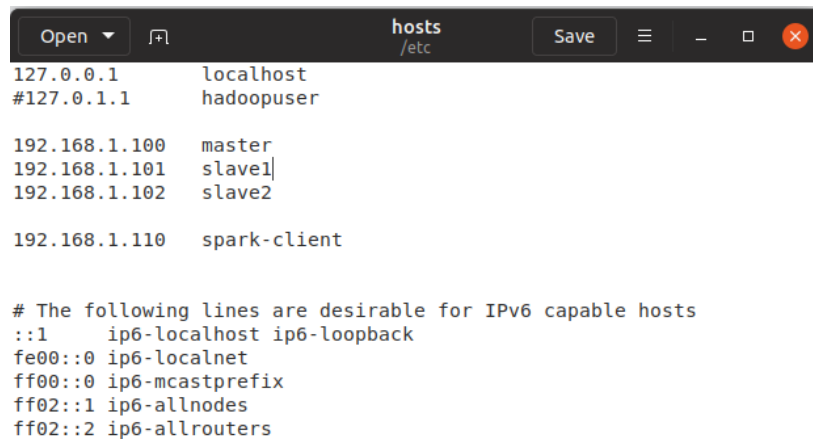 Open
hosts
/etc
Save
127.0.0.1 localhost
#127.0.1.1 hadoopuser
192.168.1.100 master
192.168.1.101 slave1
192.168.1.102 slave2
192.168.1.110 spark-client
# The following lines are desirable for IPv6 capable hosts
::1 ip6-localhost ip6-loopback
fe00::0 ip6-localnet
ff00::0 ip6-mcastprefix
ff02::1 ip6-allnodes
ff02::2 ip6-allrouters